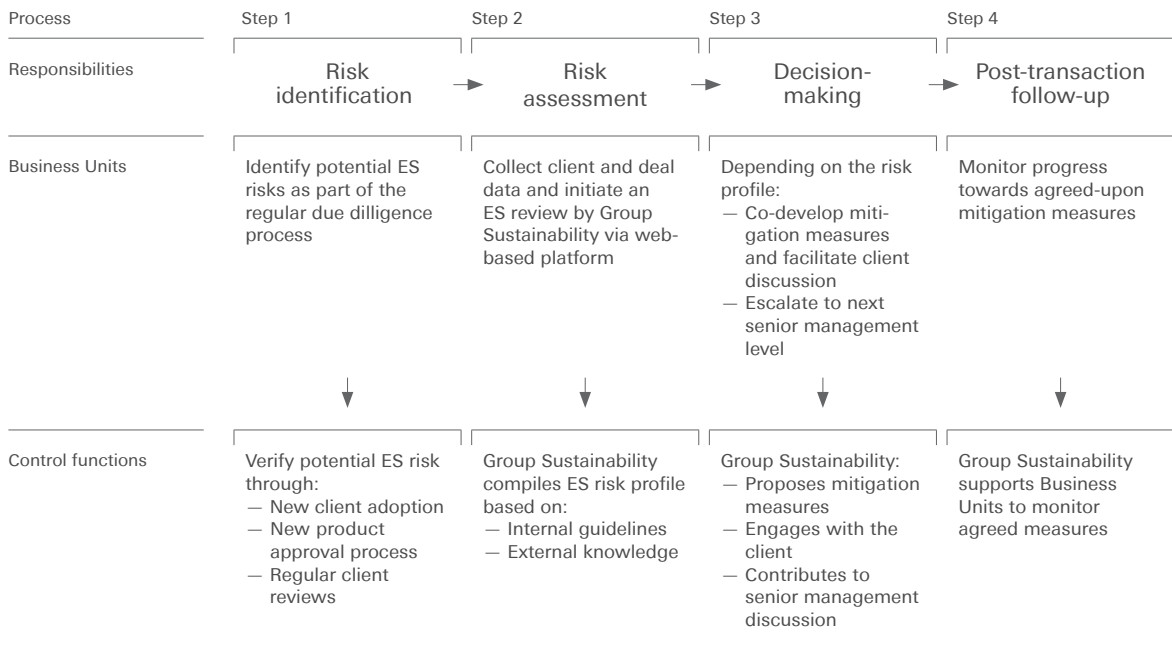 Process
Step 1
Step 2
Step 3
Step 4
Responsibilities
Risk
identification
Risk
assessment
Decision-
making
Post-transaction
follow-up
Business Units
Identify potential ES
risks as part of the
regular due dilligence
process
Collect client and deal
data and initiate an
ES review by Group
Sustainability via web-
based platform
Depending on the risk
profile:
— Co-develop miti-
gation measures
and facilitate client
discussion
— Escalate to next
senior management
level
Monitor progress
towards agreed-upon
mitigation measures
Control functions
Verify potential ES risk
through:
— New client adoption
— New product
approval process
— Regular client
reviews
Group Sustainability
compiles ES risk profile
based on:
— Internal guidelines
— External knowledge
Group Sustainability:
— Proposes mitigation
measures
— Engages with the
client
— Contributes to
senior management
discussion
Group Sustainability
supports Business
Units to monitor
agreed measures